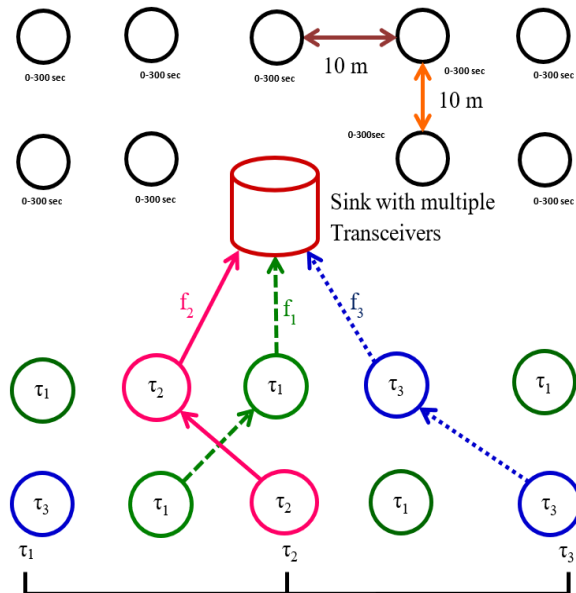 0-300 sec
0-300 sec
0-300 sec
10 m
0-300 sec
0-300 sec
10 m
0-300sec
0-300 sec
0-300 sec
0-300 sec
Sink with multiple
Transceivers
f₂
f₁
f₃
τ₁
τ₂
τ₁
τ₃
τ₁
τ₃
τ₁
τ₂
τ₁
τ₃
τ₁
τ₂
τ₃